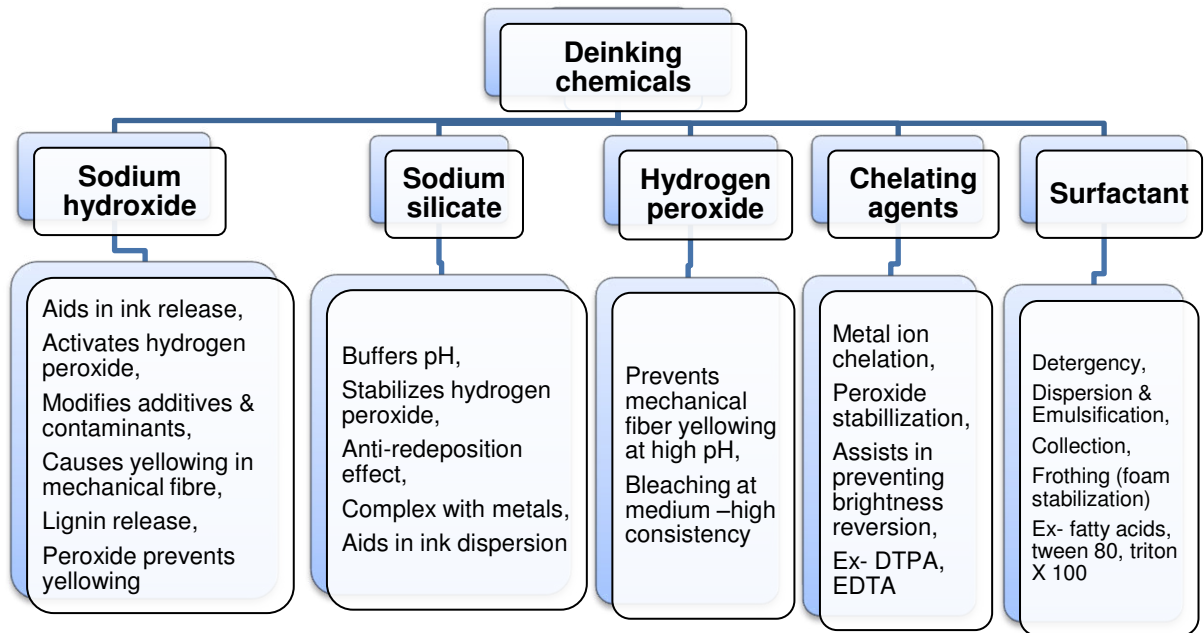 Deinking
chemicals
Sodium
hydroxide
Sodium
silicate
Hydrogen
peroxide
Chelating
agents
Surfactant
Aids in ink release,
Activates hydrogen
peroxide,
Modifies additives &
contaminants,
Causes yellowing in
mechanical fibre,
Lignin release,
Peroxide prevents
yellowing
Buffers pH,
Stabilizes hydrogen
peroxide,
Anti-redeposition
effect,
Complex with metals,
Aids in ink dispersion
Prevents
mechanical
fiber yellowing
at high pH,
Bleaching at
medium –high
consistency
Metal ion
chelation,
Peroxide
stabillization,
Assists in
preventing
brightness
reversion,
Ex- DTPA,
EDTA
Detergency,
Dispersion &
Emulsification,
Collection,
Frothing (foam
stabilization)
Ex- fatty acids,
tween 80, triton
X 100